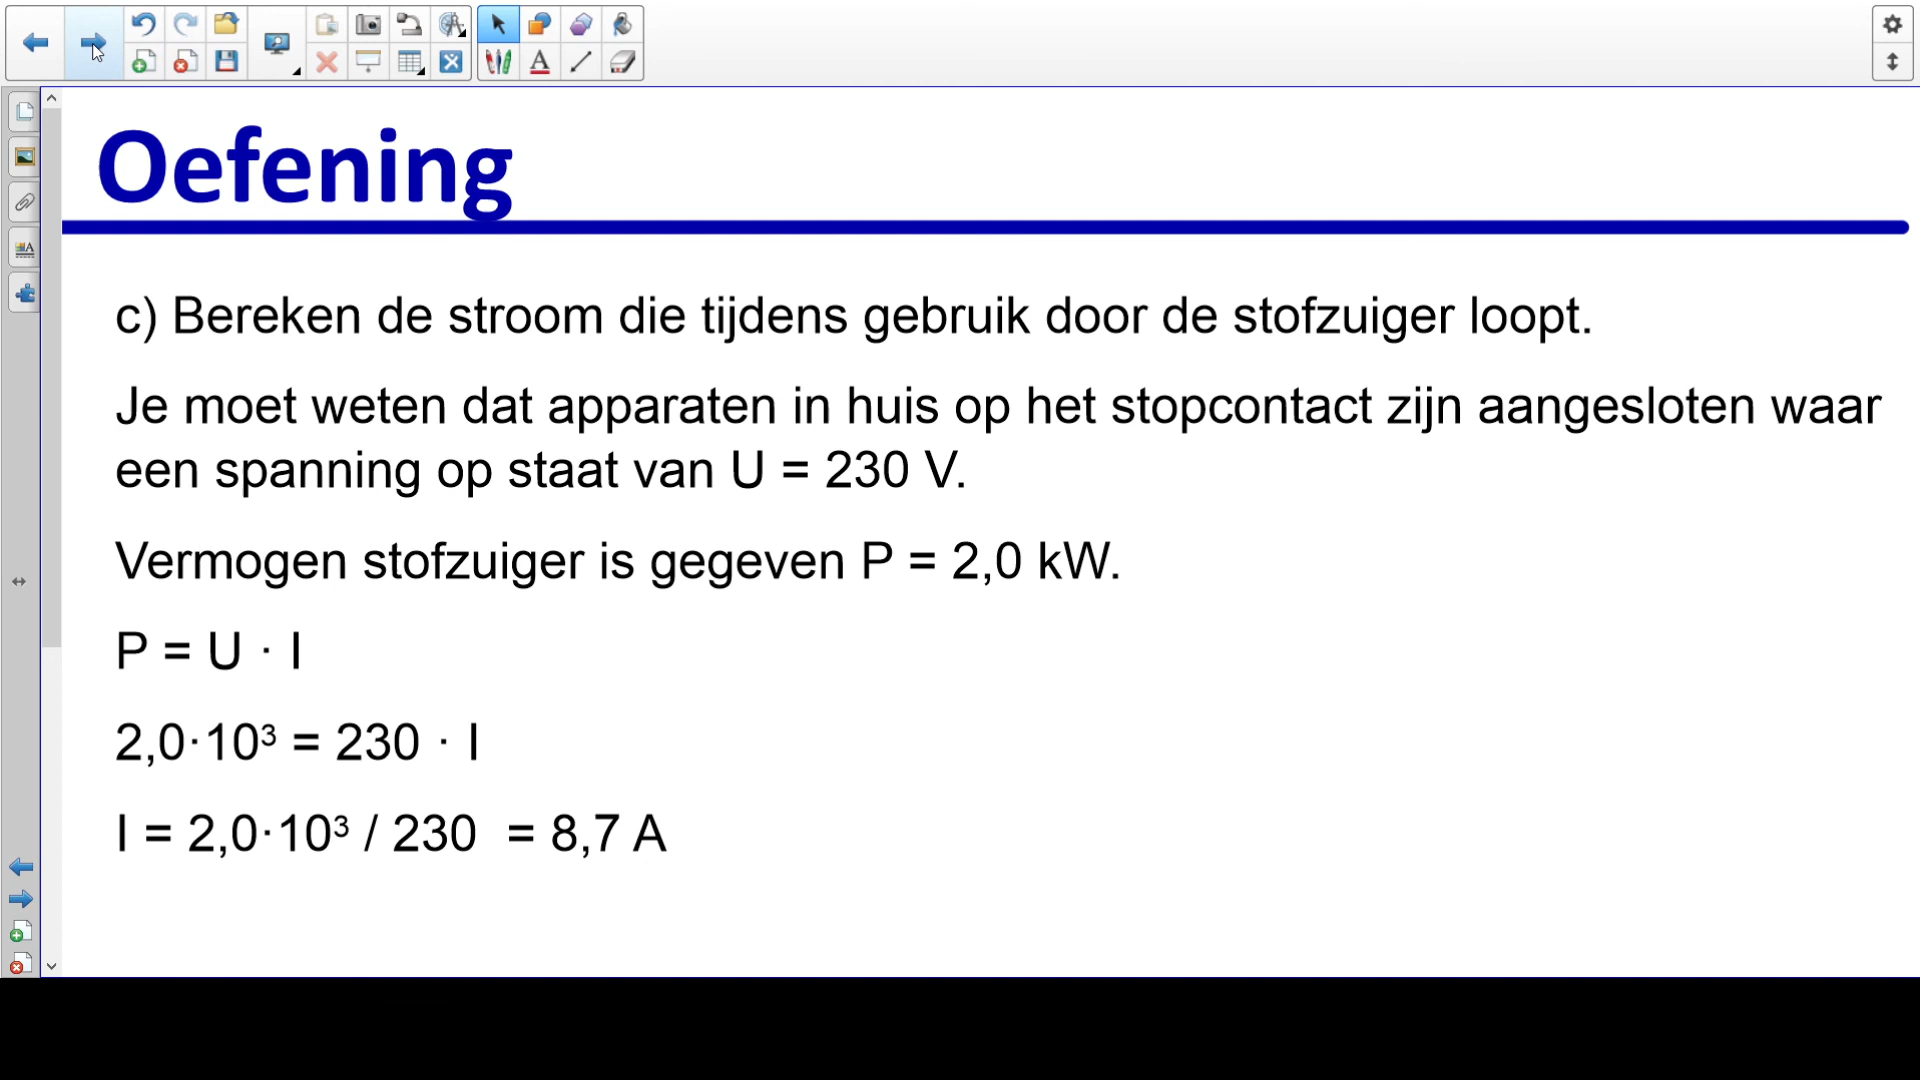 Oefening
c) Bereken de stroom die tijdens gebruik door de stofzuiger loopt.
Je moet weten dat apparaten in huis op het stopcontact zijn aangesloten waar
een spanning op staat van U = 230 V.
Vermogen stofzuiger is gegeven P = 2,0 kW.
P = U · I
2,0·10³ = 230 · I
I = 2,0·10³ / 230 = 8,7 A